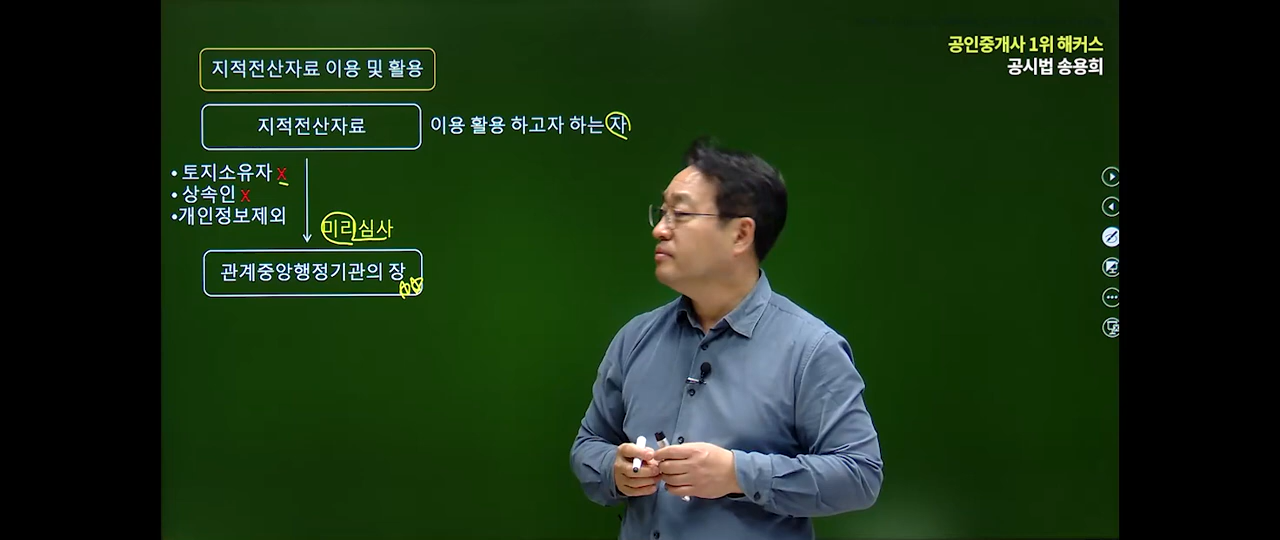 공인중개사 1위 해커스
공시법 송용희
지적전산자료 이용 및 활용
지적전산자료 이용 활용 하고자 하는 자
• 토지소유자 X
• 상속인 X
•개인정보제외
미리심사
관계중앙행정기관의 장